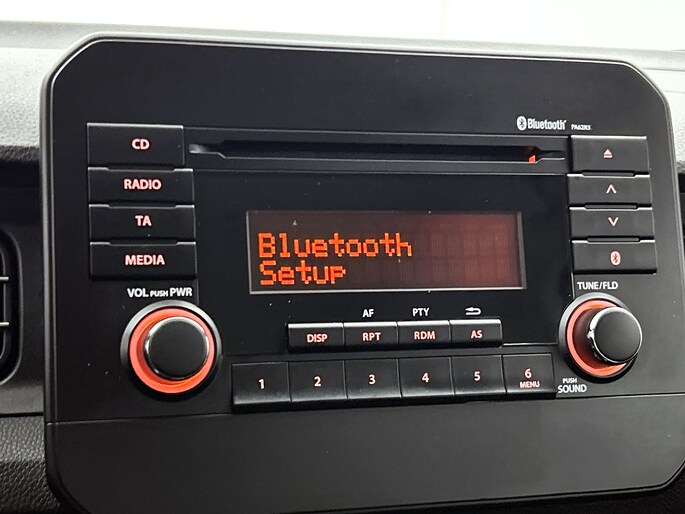 Bluetooth PA62RS
CD
RADIO
TA
MEDIA
Bluetooth
Setup
VOL PUSH PWR
TUNE/FLD
AF PTY
DISP RPT RDM AS
1 2 3 4 5 6
MENU
PUSH
SOUND